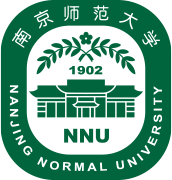 南京师范大学
1902
NNU
NANJING NORMAL UNIVERSITY